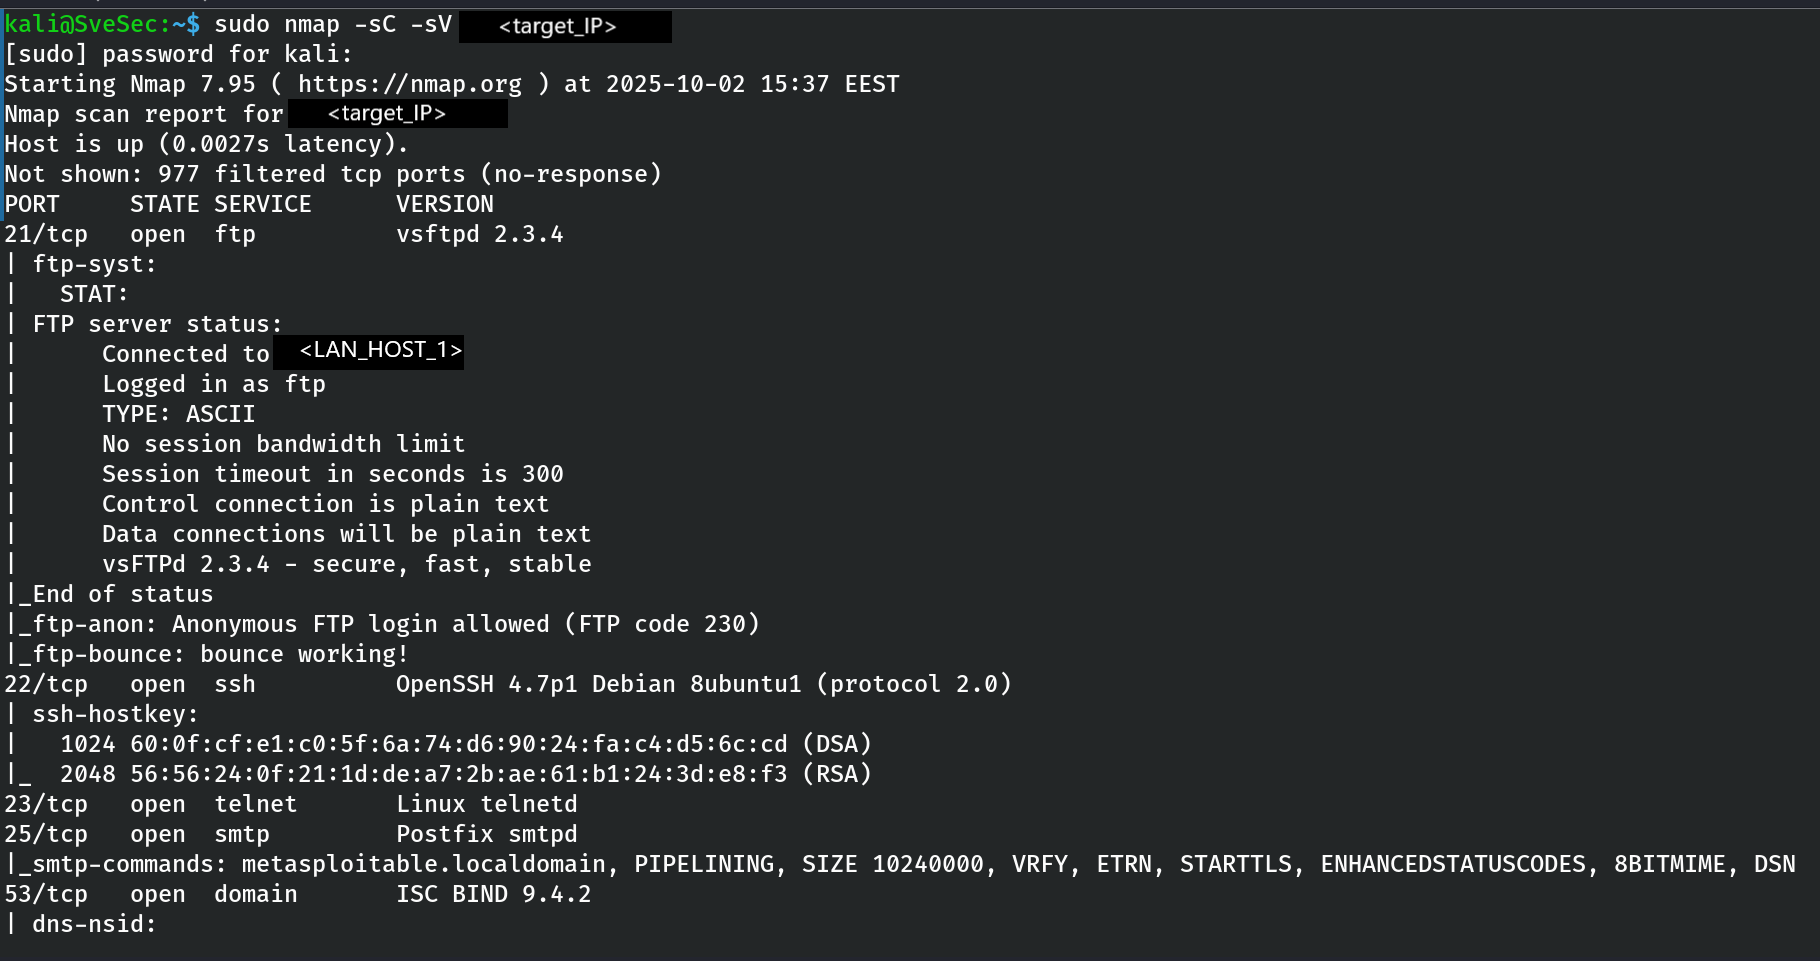 kali@SveSec:~$ sudo nmap -sC -sV <target_IP>
[sudo] password for kali:
Starting Nmap 7.95 ( https://nmap.org ) at 2025-10-02 15:37 EEST
Nmap scan report for <target_IP>
Host is up (0.0027s latency).
Not shown: 977 filtered tcp ports (no-response)
PORT     STATE SERVICE      VERSION
21/tcp   open  ftp          vsftpd 2.3.4
| ftp-syst:
|   STAT:
| FTP server status:
|      Connected to <LAN_HOST_1>
|      Logged in as ftp
|      TYPE: ASCII
|      No session bandwidth limit
|      Session timeout in seconds is 300
|      Control connection is plain text
|      Data connections will be plain text
|      vsFTPd 2.3.4 - secure, fast, stable
|_End of status
|_ftp-anon: Anonymous FTP login allowed (FTP code 230)
|_ftp-bounce: bounce working!
22/tcp   open  ssh          OpenSSH 4.7p1 Debian 8ubuntu1 (protocol 2.0)
| ssh-hostkey:
|   1024 60:0f:cf:e1:c0:5f:6a:74:d6:90:24:fa:c4:d5:6c:cd (DSA)
|_  2048 56:56:24:0f:21:1d:de:a7:2b:ae:61:b1:24:3d:e8:f3 (RSA)
23/tcp   open  telnet       Linux telnetd
25/tcp   open  smtp         Postfix smtpd
|_smtp-commands: metasploitable.localdomain, PIPELINING, SIZE 10240000, VRFY, ETRN, STARTTLS, ENHANCEDSTATUSCODES, 8BITMIME, DSN
53/tcp   open  domain       ISC BIND 9.4.2
| dns-nsid: